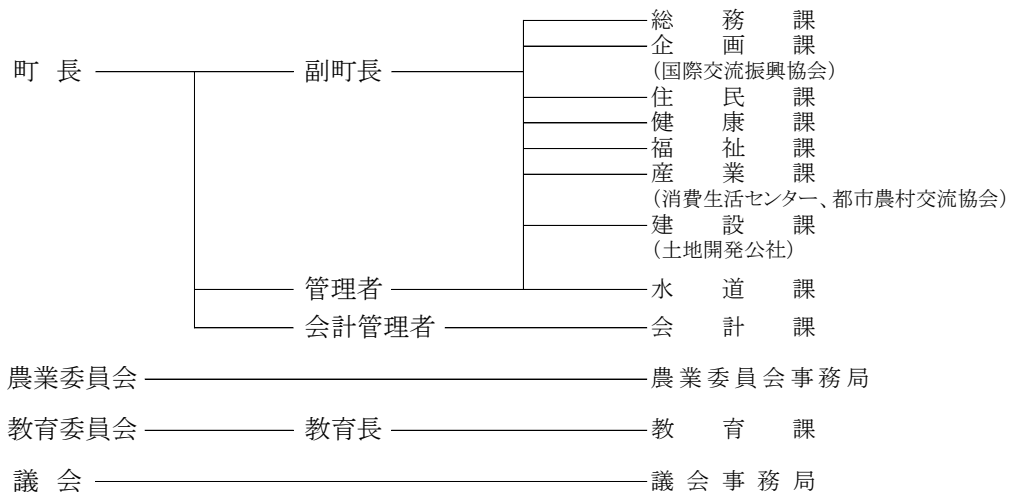 総務課
企画課
町長 副町長 (国際交流振興協会)
住民課
健康課
福祉課
産業課
(消費生活センター、都市農村交流協会)
建設課
(土地開発公社)
管理者 水道課
会計管理者 会計課
農業委員会 農業委員会事務局
教育委員会 教育長 教育課
議会 議会事務局